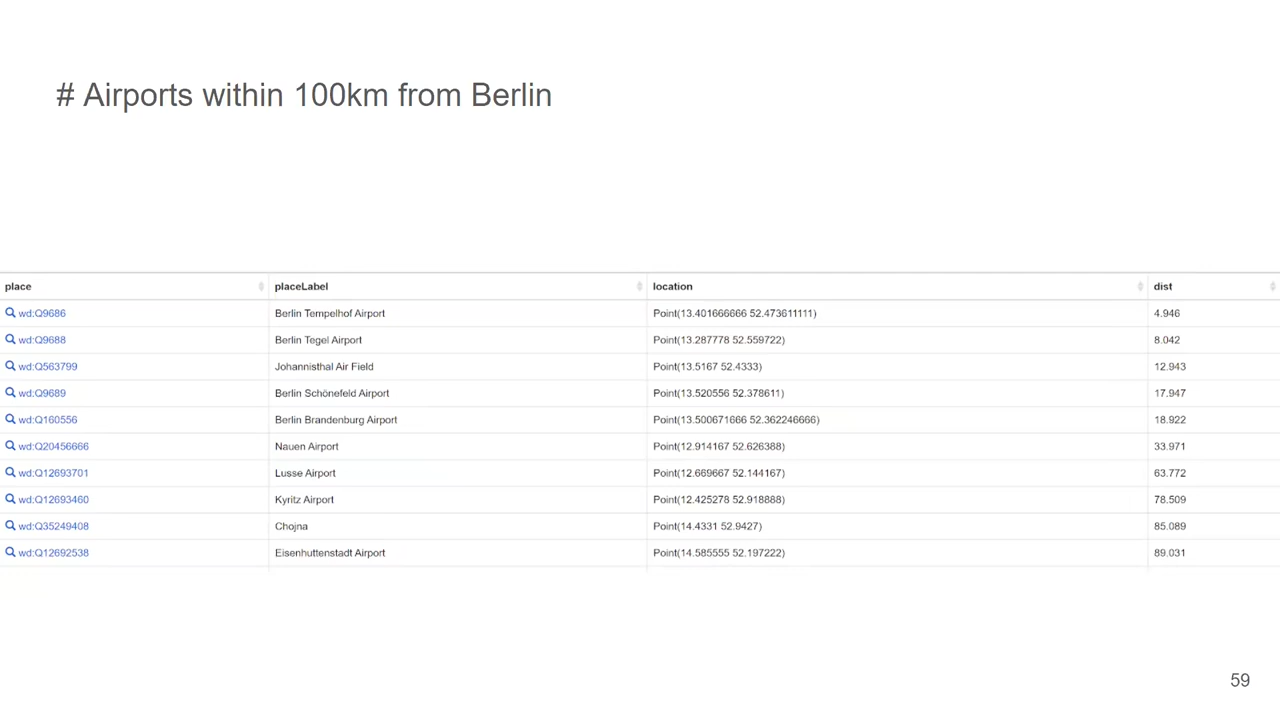 # Airports within 100km from Berlin
place placeLabel location dist
wd:Q9686 Berlin Tempelhof Airport Point(13.401666666 52.473611111) 4.946
wd:Q9688 Berlin Tegel Airport Point(13.287778 52.559722) 8.042
wd:Q563799 Johannisthal Air Field Point(13.5167 52.4333) 12.943
wd:Q9689 Berlin Schönefeld Airport Point(13.520556 52.378611) 17.947
wd:Q160556 Berlin Brandenburg Airport Point(13.500671666 52.362246666) 18.922
wd:Q20456666 Nauen Airport Point(12.914167 52.626388) 33.971
wd:Q12693701 Lusse Airport Point(12.669667 52.144167) 63.772
wd:Q12693460 Kyritz Airport Point(12.425278 52.918888) 78.509
wd:Q35249408 Chojna Point(14.4331 52.9427) 85.089
wd:Q12692538 Eisenhuttenstadt Airport Point(14.585555 52.197222) 89.031
59